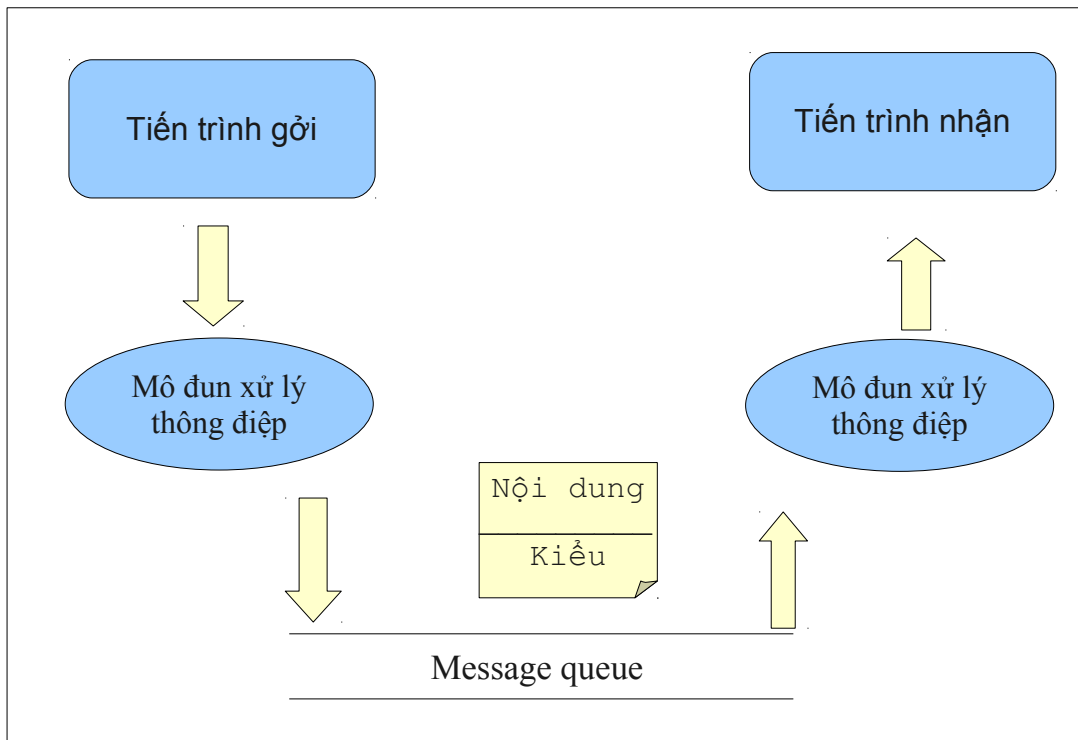 Tiến trình gởi
Tiến trình nhận
Mô đun xử lý
thông điệp
Mô đun xử lý
thông điệp
Nội dung
Kiểu
Message queue